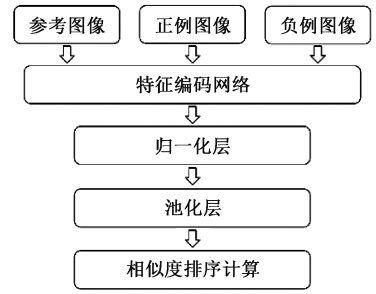 参考图像 正例图像 负例图像
特征编码网络
归一化层
池化层
相似度排序计算